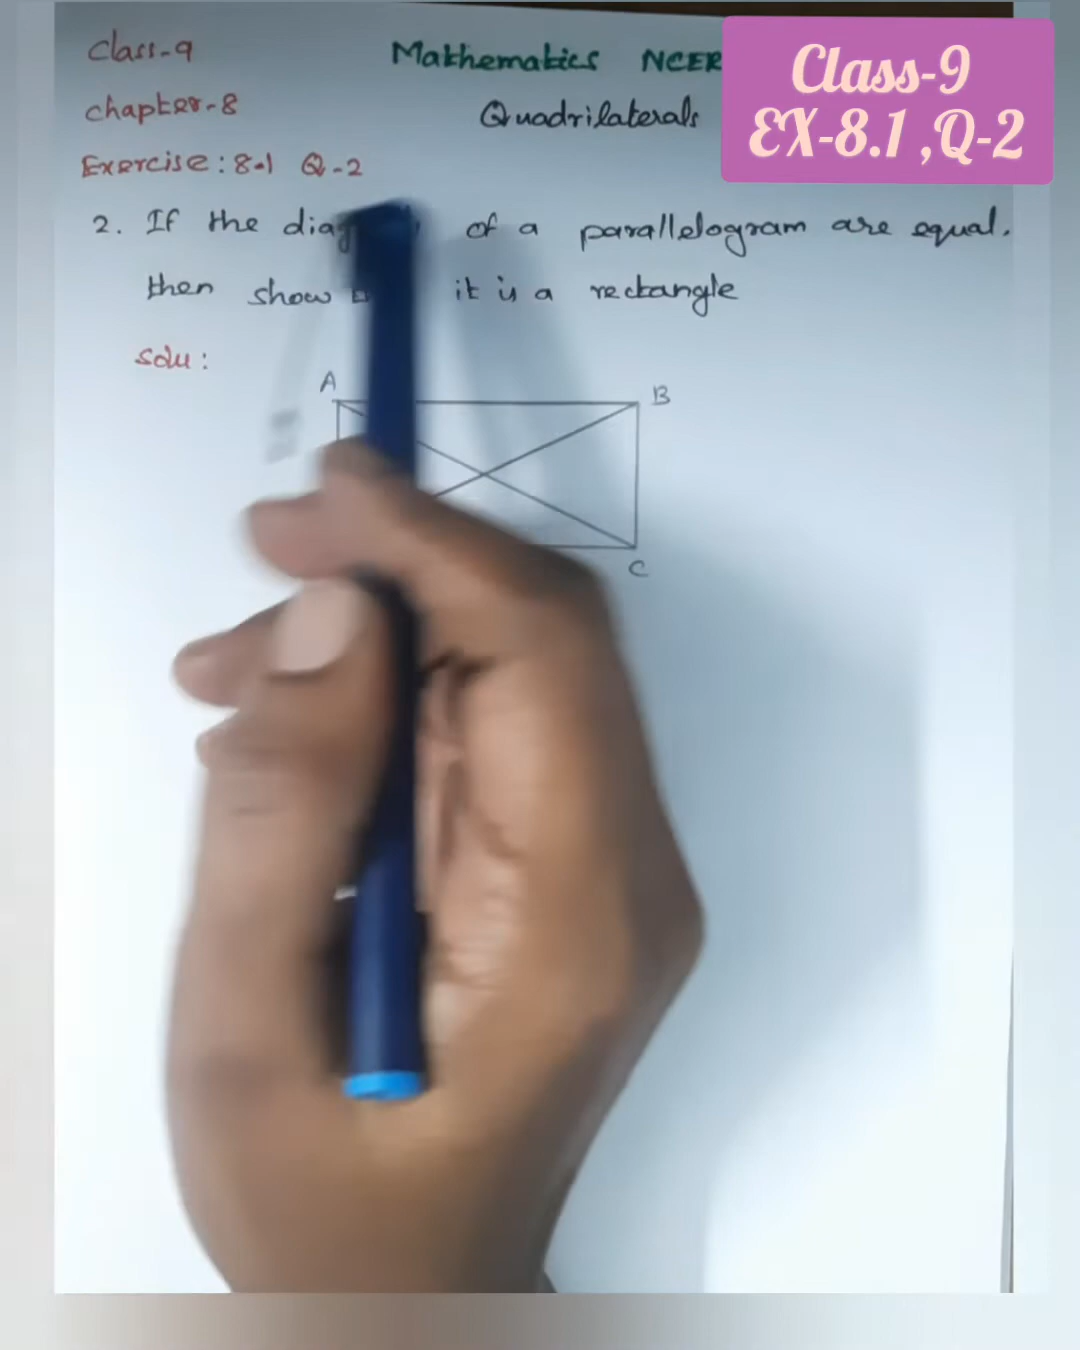 Class-9
Mathematics NCER
Class-9
EX-8.1 ,Q-2
Chapter-8
Quadrilaterals
Exercise: 8.1 Q-2
2. If the of a parallelogram are equal.
then show it is a rectangle
Solu :
A
B
C